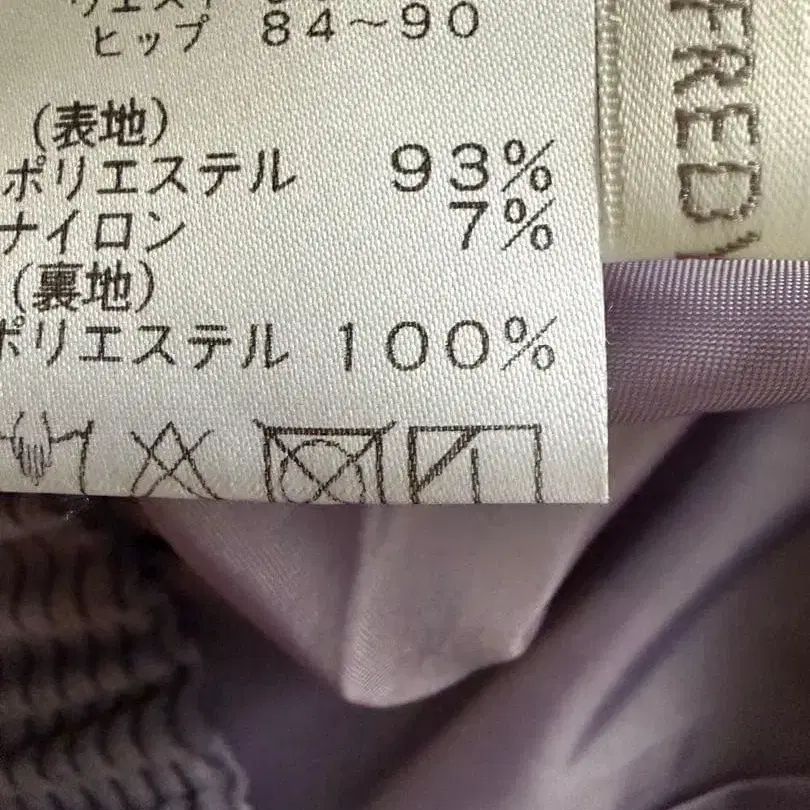 ヒップ 84～90
(表地)
ポリエステル 93%
ナイロン 7%
(裏地)
ポリエステル 100%
FRED